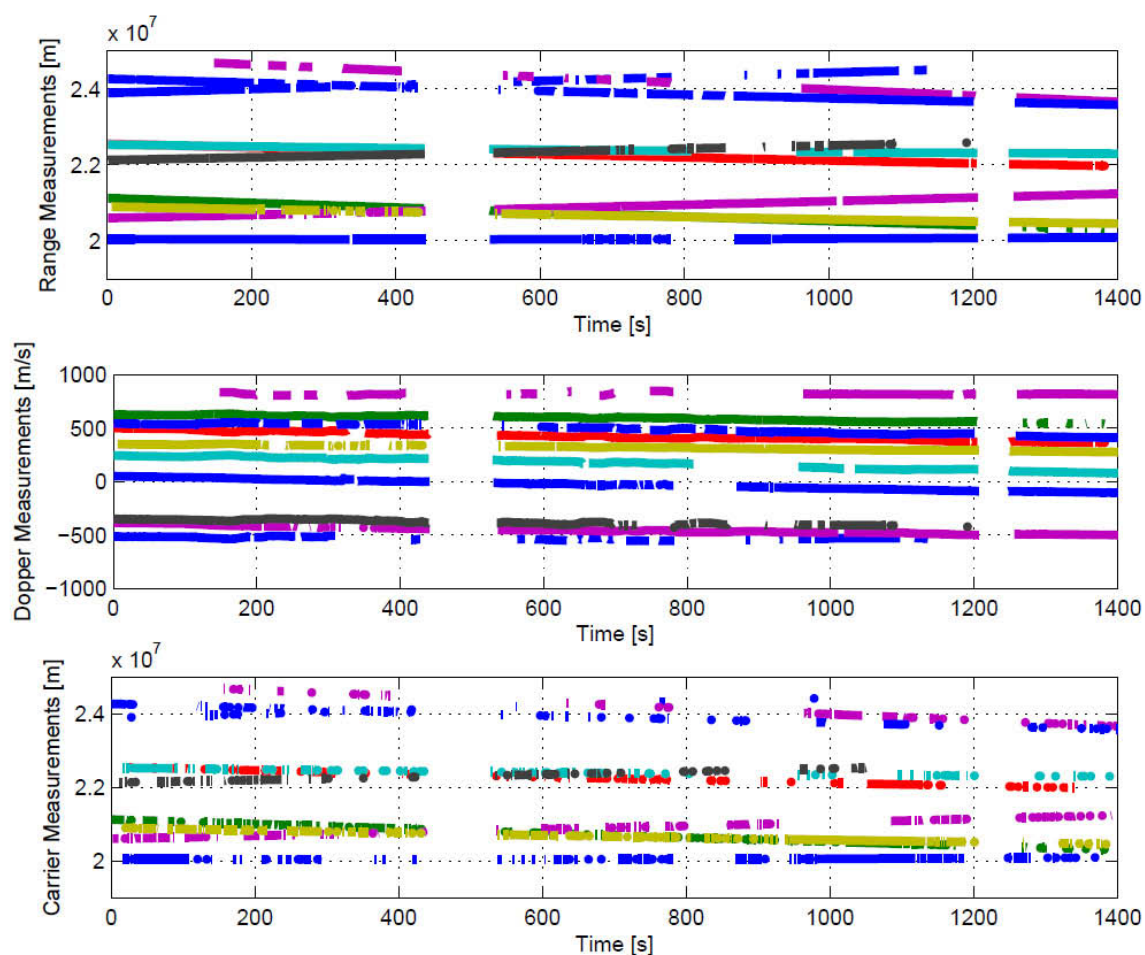 x 10^7
Range Measurements [m]
2.4
2.2
2
0 200 400 600 800 1000 1200 1400
Time [s]
Dopper Measurements [m/s]
1000
500
0
−500
−1000
0 200 400 600 800 1000 1200 1400
Time [s]
x 10^7
Carrier Measurements [m]
2.4
2.2
2
0 200 400 600 800 1000 1200 1400
Time [s]